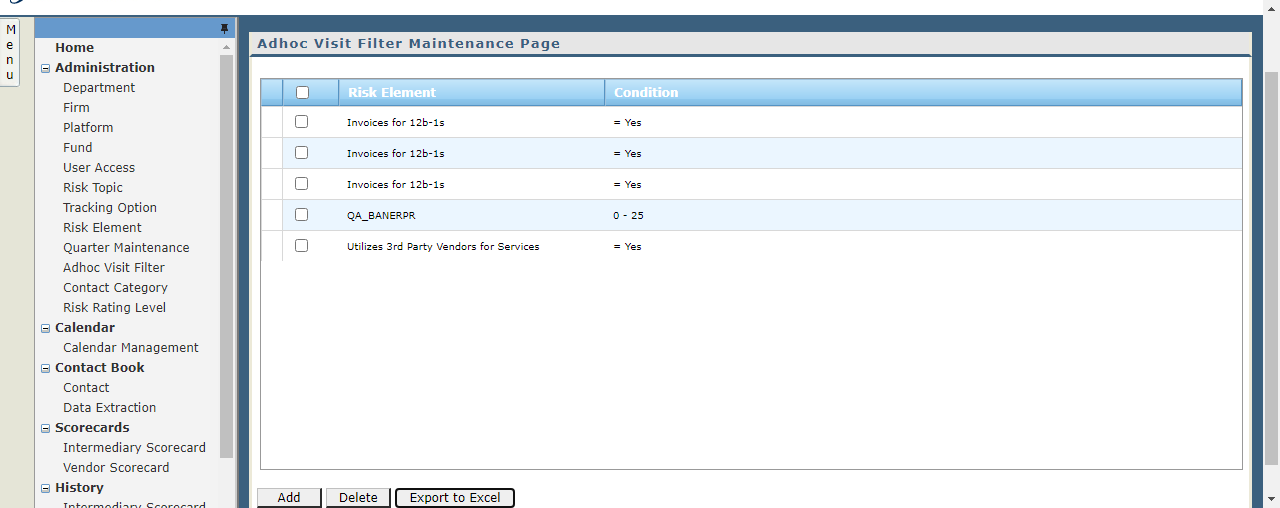 Menu
Home
Administration
Department
Firm
Platform
Fund
User Access
Risk Topic
Tracking Option
Risk Element
Quarter Maintenance
Adhoc Visit Filter
Contact Category
Risk Rating Level
Calendar
Calendar Management
Contact Book
Contact
Data Extraction
Scorecards
Intermediary Scorecard
Vendor Scorecard
History
Intermediary Scorecard
Adhoc Visit Filter Maintenance Page
Risk Element Condition
Invoices for 12b-1s = Yes
Invoices for 12b-1s = Yes
Invoices for 12b-1s = Yes
QA_BANERPR 0 - 25
Utilizes 3rd Party Vendors for Services = Yes
Add Delete Export to Excel